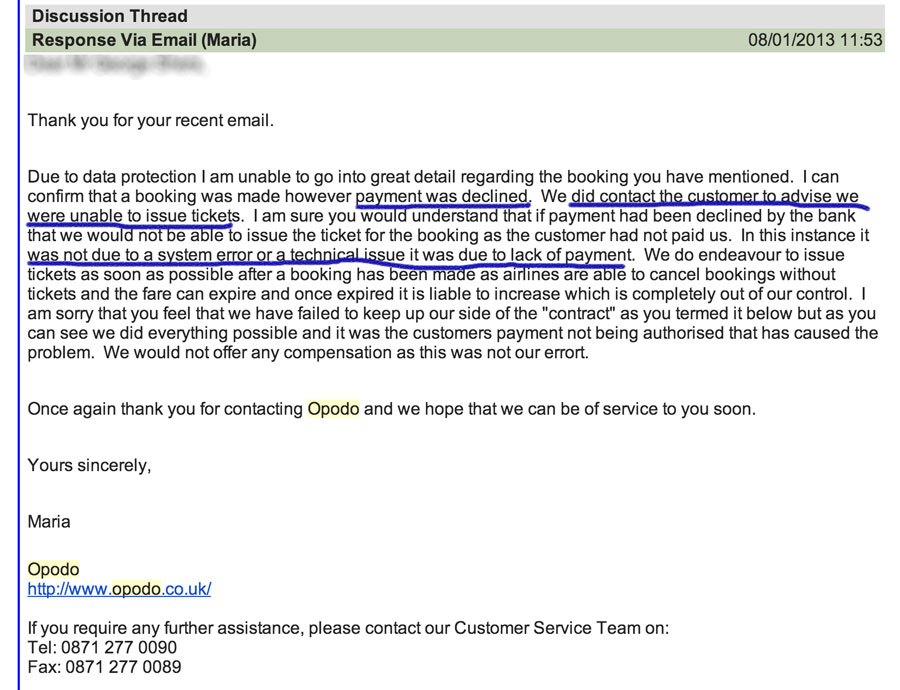 Discussion Thread
Response Via Email (Maria) 08/01/2013 11:53
Thank you for your recent email.
Due to data protection I am unable to go into great detail regarding the booking you have mentioned. I can
confirm that a booking was made however payment was declined. We did contact the customer to advise we
were unable to issue tickets. I am sure you would understand that if payment had been declined by the bank
that we would not be able to issue the ticket for the booking as the customer had not paid us. In this instance it
was not due to a system error or a technical issue it was due to lack of payment. We do endeavour to issue
tickets as soon as possible after a booking has been made as airlines are able to cancel bookings without
tickets and the fare can expire and once expired it is liable to increase which is completely out of our control. I
am sorry that you feel that we have failed to keep up our side of the "contract" as you termed it below but as you
can see we did everything possible and it was the customers payment not being authorised that has caused the
problem. We would not offer any compensation as this was not our errort.
Once again thank you for contacting Opodo and we hope that we can be of service to you soon.
Yours sincerely,
Maria
Opodo
http://www.opodo.co.uk/
If you require any further assistance, please contact our Customer Service Team on:
Tel: 0871 277 0090
Fax: 0871 277 0089